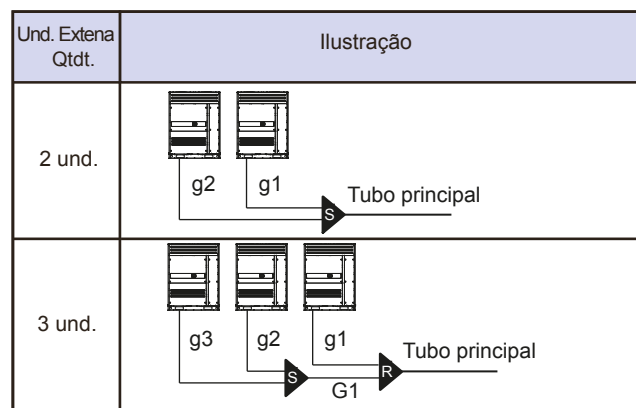 Und. Extena
Qtdt.
Ilustração
2 und.
g2
g1
Tubo principal
S
3 und.
g3
g2
g1
Tubo principal
S
R
G1